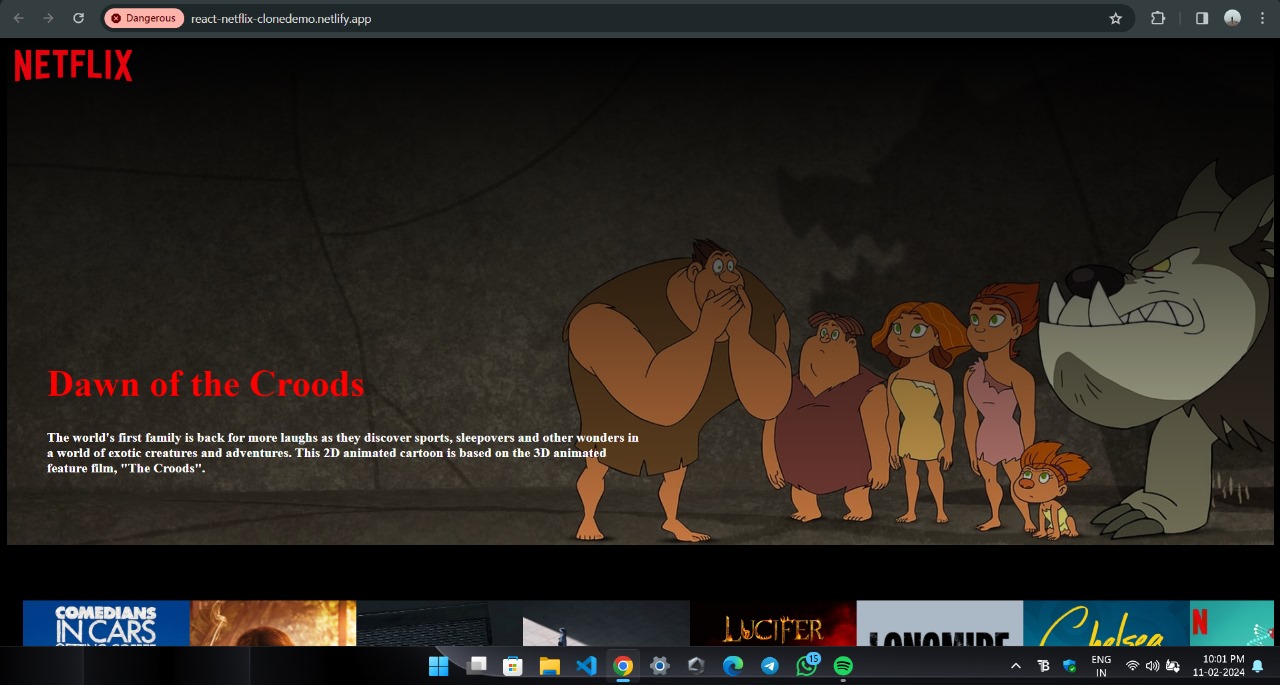 Dangerous
react-netflix-clonedemo.netlify.app
NETFLIX
Dawn of the Croods
The world's first family is back for more laughs as they discover sports, sleepovers and other wonders in
a world of exotic creatures and adventures. This 2D animated cartoon is based on the 3D animated
feature film, "The Croods".
COMEDIANS
IN CARS
GETTING COFFEE
LUCIFER
LONGMIRE
Chelsea
N
15
ENG
IN
10:01 PM
11-02-2024